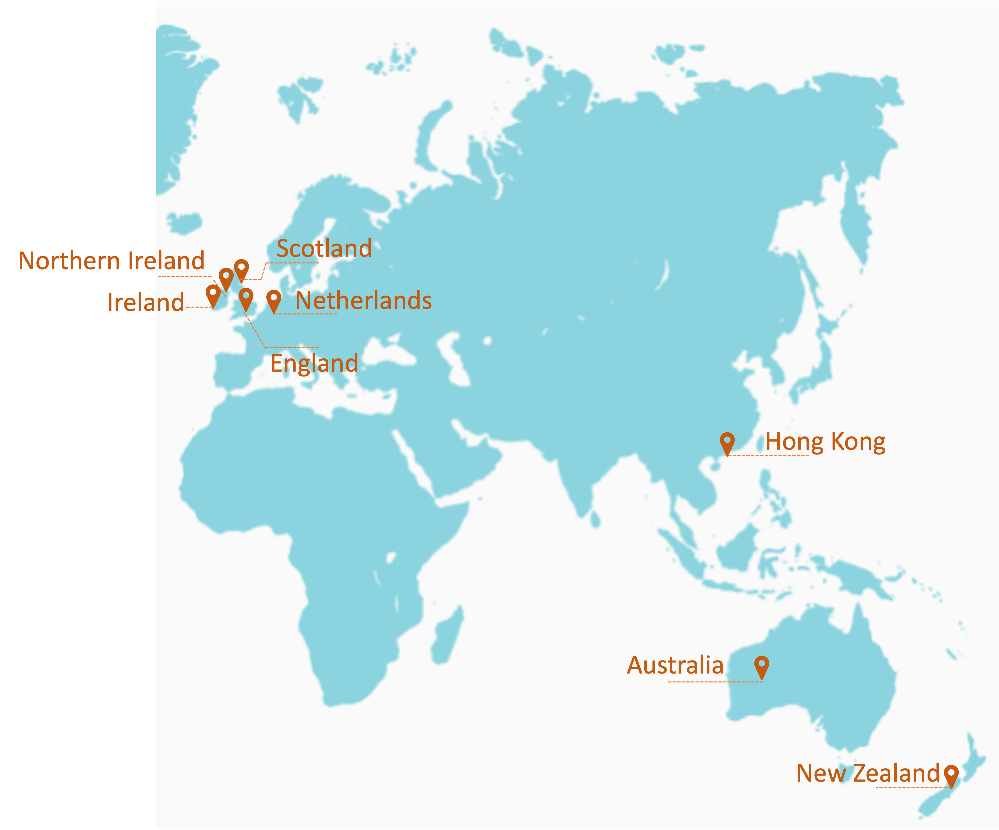 Scotland
Northern Ireland
Ireland
Netherlands
England
Hong Kong
Australia
New Zealand